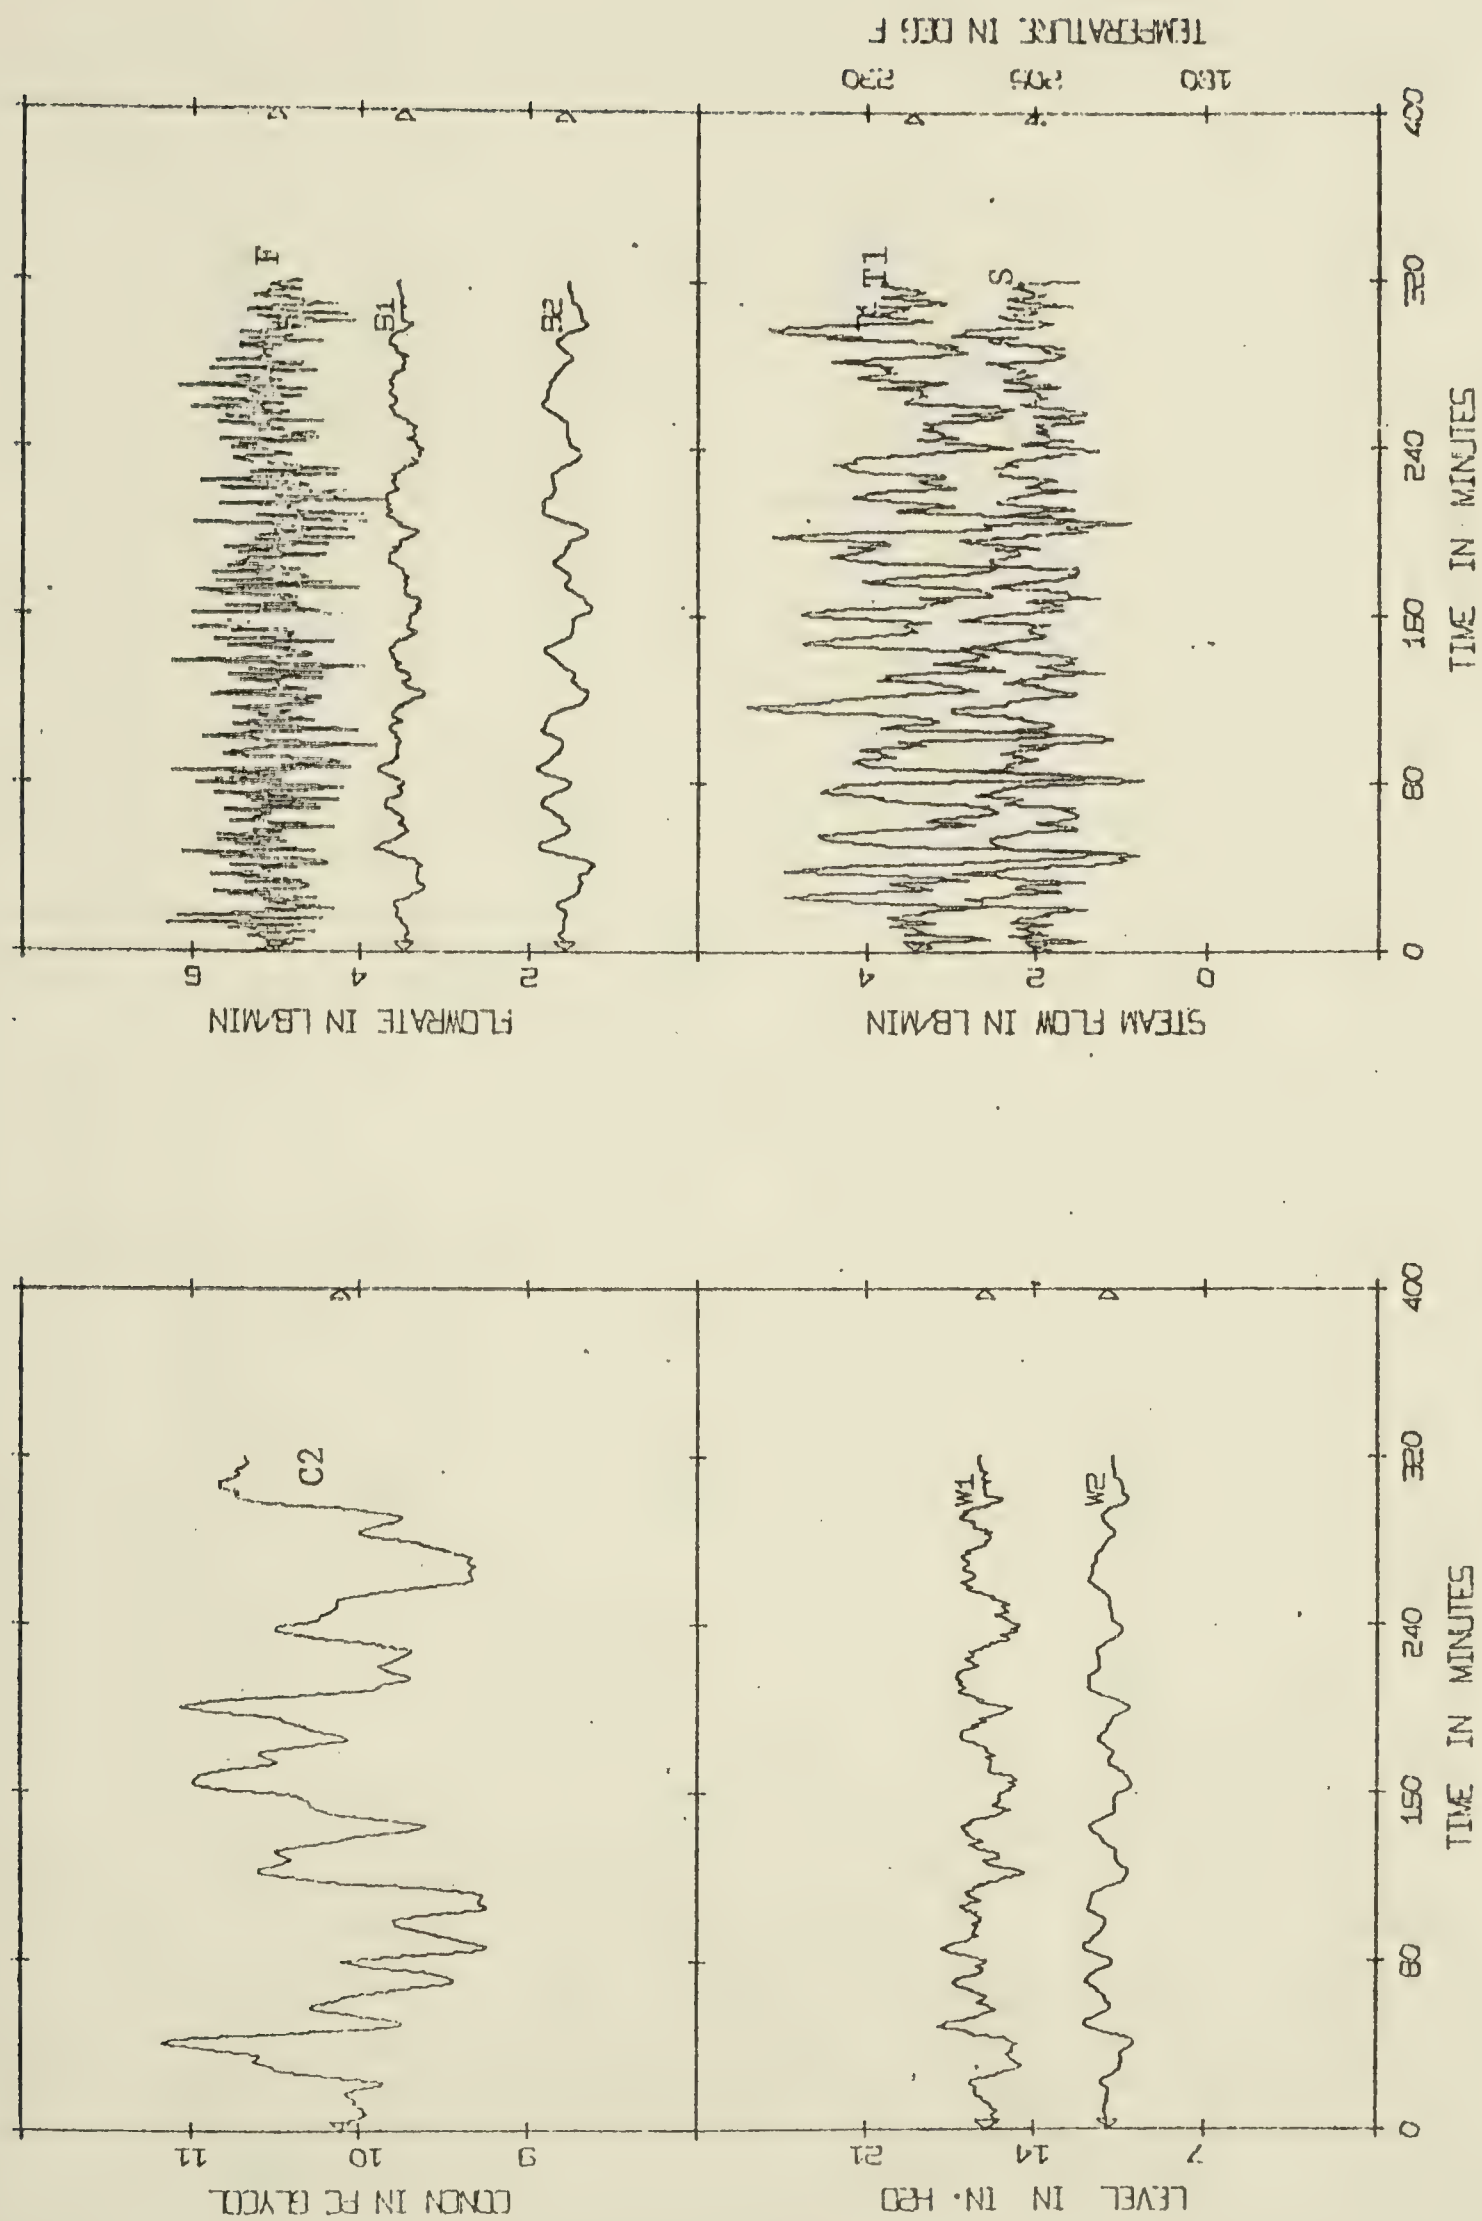 CONCN IN PC GLYCOL
11
10
9
C2
LEVEL IN IN. H2O
21
14
7
W1
W2
0
80
160
240
320
400
TIME IN MINUTES
FLOWRATE IN LB/MIN
6
4
2
F
B1
B2
STEAM FLOW IN LB/MIN
4
2
0
T1
S
TEMPERATURE IN DEG F
230
205
180
0
80
160
240
320
400
TIME IN MINUTES